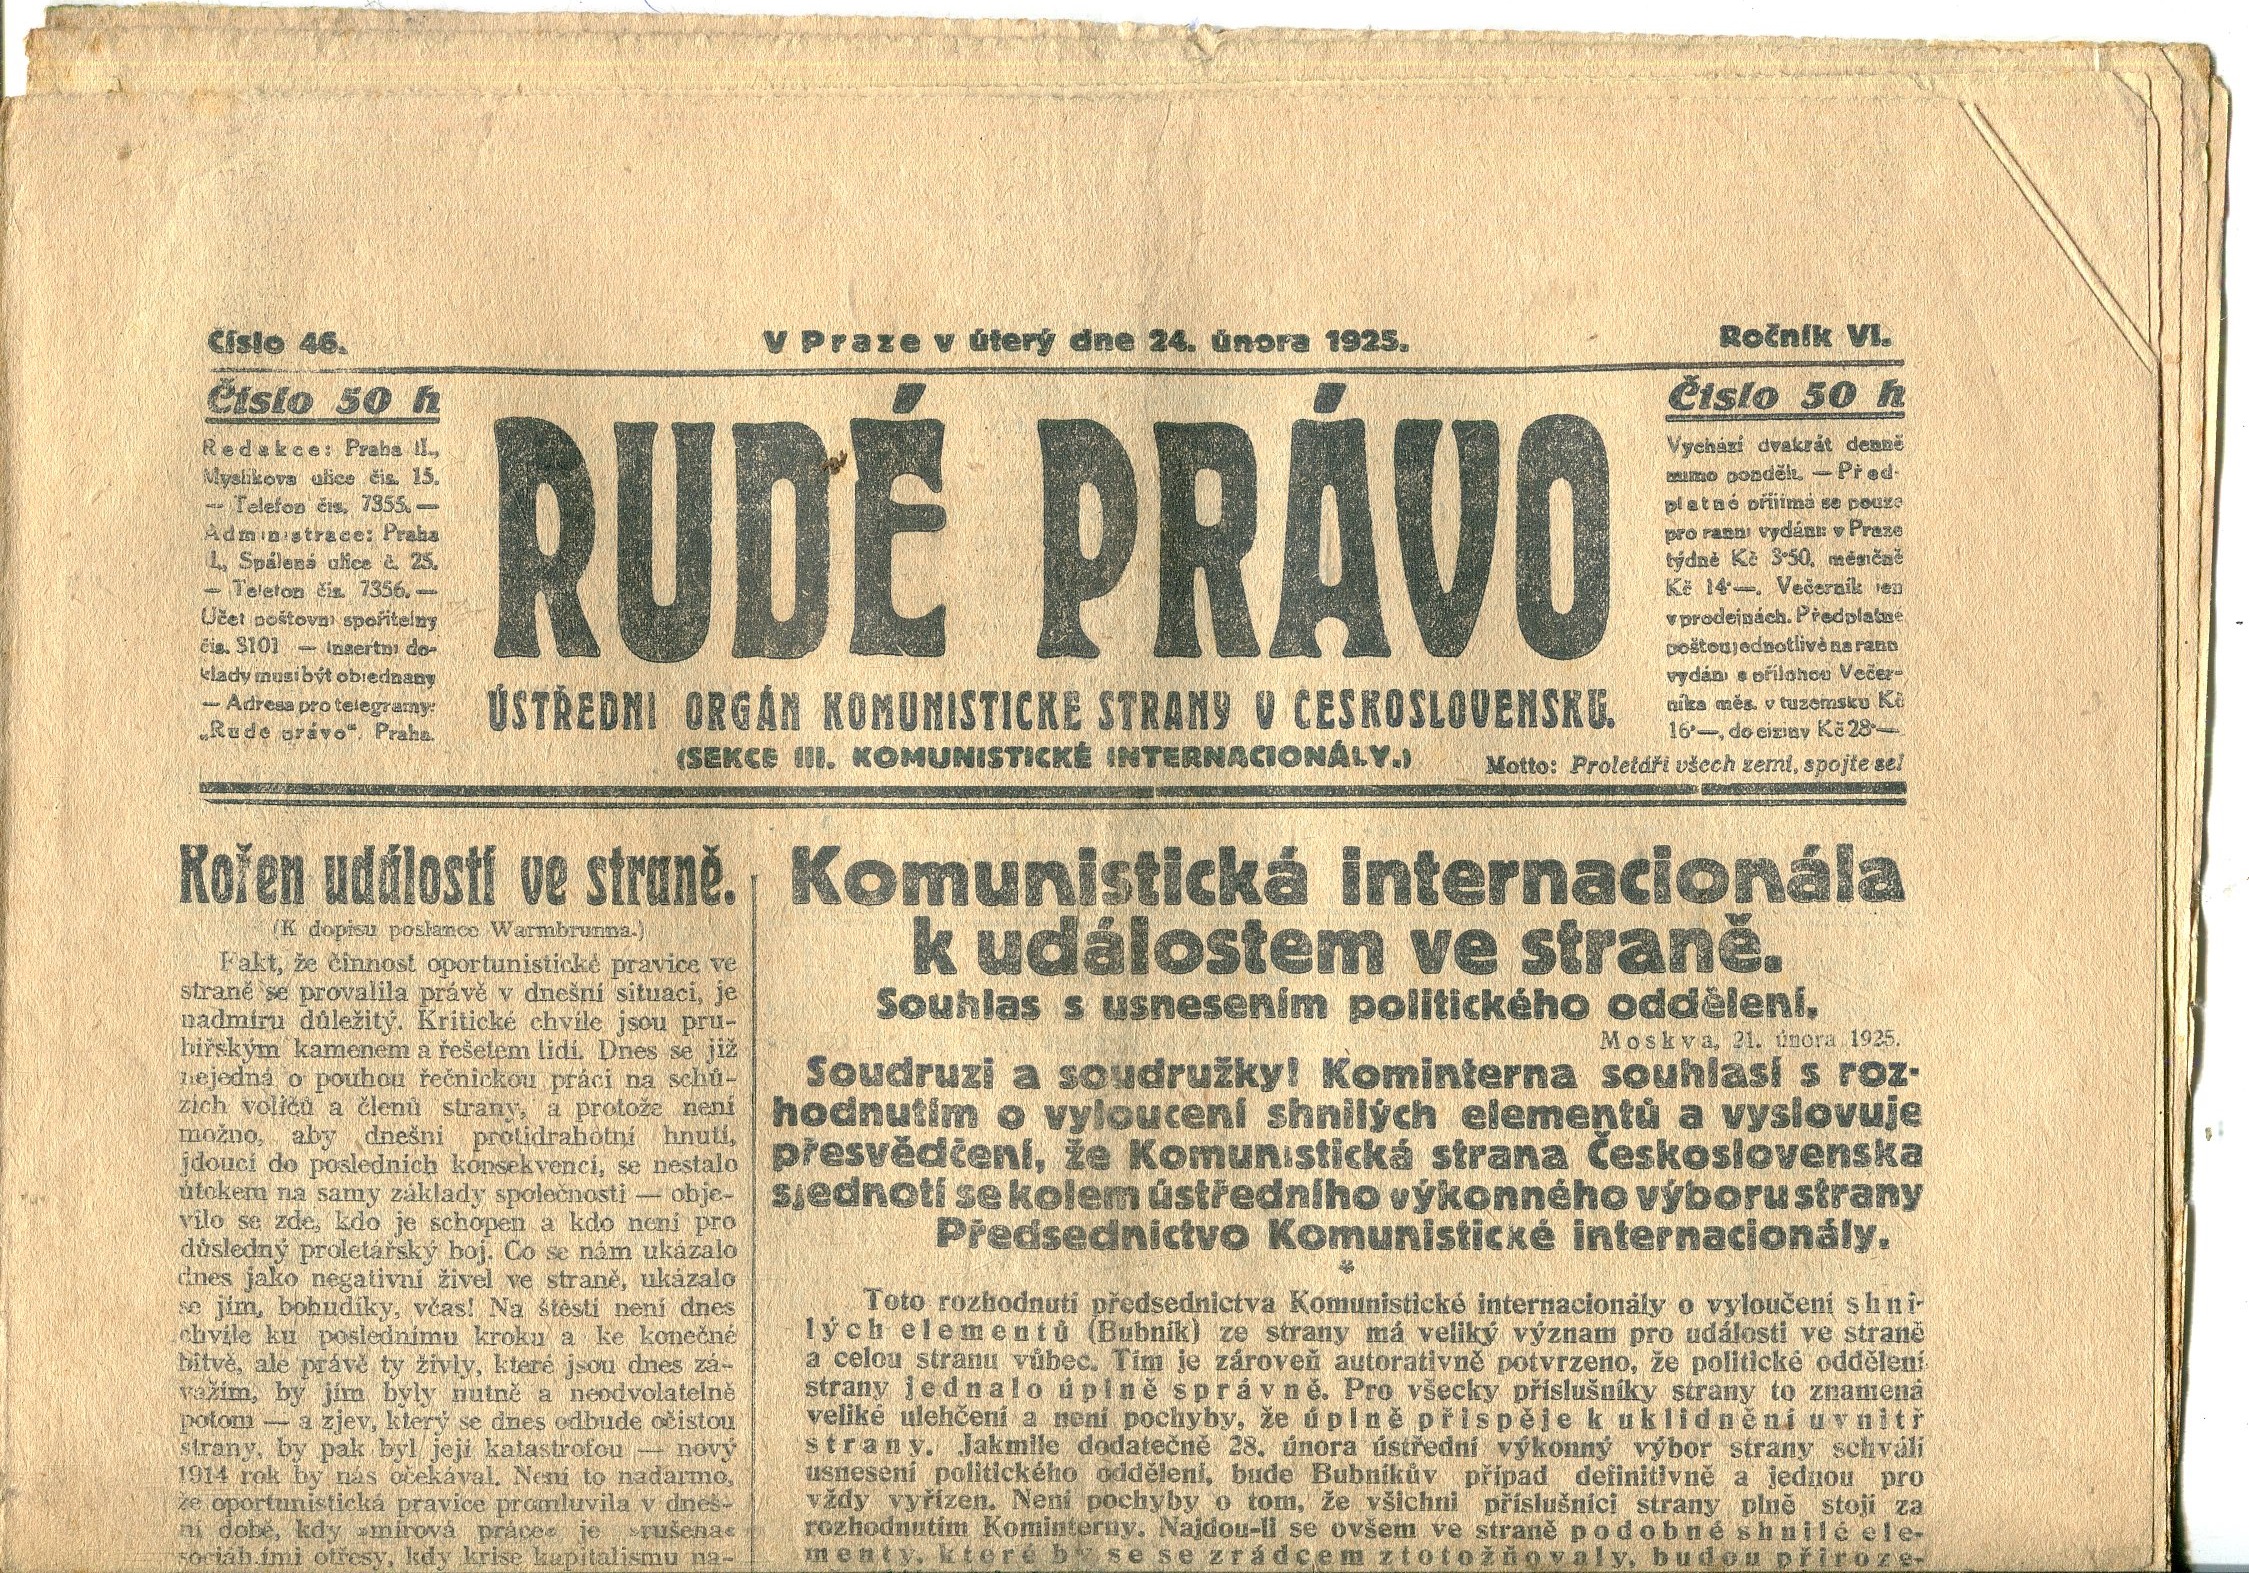 Číslo 46.
V Praze v úterý dne 24. února 1925.
Ročník VI.
Číslo 50 h
Redakce: Praha II.,
Myslíkova ulice čís. 15.
— Telefon čís. 7355. —
Administrace: Praha
I., Spálená ulice č. 25.
— Telefon čís. 7356. —
Účet poštovní spořitelny
čís. 3101 — Insertní do-
klady musí být objednany
— Adresa pro telegramy:
„Rudé právo“, Praha.
RUDÉ PRÁVO
ÚSTŘEDNI ORGÁN KOMUNISTICKÉ STRANY V ČESKOSLOVENSKU.
(SEKCE III. KOMUNISTICKÉ INTERNACIONÁLY.)
Číslo 50 h
Vychází dvakrát denně
mimo pondělí. — Před-
platné přijímá se pouze
pro ranní vydání: v Praze
týdně Kč 3·50, měsíčně
Kč 14·—. Večerník jen
v prodejnách. Předplatné
poštou jednotlivě na ranní
vydání s přílohou Večer-
níka měs. v tuzemsku Kč
16·—, do ciziny Kč 28·—
Motto: Proletáři všech zemí, spojte se!
Kořen událostí ve straně.
(K dopisu poslance Warmbrunna.)
Fakt, že činnost oportunistické pravice ve
straně se provalila právě v dnešní situaci, je
nadmíru důležitý. Kritické chvíle jsou pru-
bířským kamenem a řešetem lidí. Dnes se již
nejedná o pouhou řečnickou práci na schů-
zích voličů a členů strany, a protože není
možno, aby dnešní protidrahotní hnutí,
jdoucí do posledních konsekvencí, se nestalo
útokem na samy základy společnosti — obje-
vilo se zde, kdo je schopen a kdo není pro
důsledný proletářský boj. Co se nám ukázalo
dnes jako negativní živel ve straně, ukázalo
se jím, bohudíky, včas! Na štěstí není dnes
chvíle ku poslednímu kroku a ke konečné
bitvě, ale právě ty živly, které jsou dnes zá-
važím, by jím byly nutně a neodvolatelně
potom — a zjev, který se dnes odbude očistou
strany, by pak byl její katastrofou — nový
1914 rok by nás očekával. Není to nadarmo,
že oportunistická pravice promluvila v dneš-
ní době, kdy »mírová práce« je »rušena«
sociálními otřesy, kdy krise kapitalismu na-
Komunistická internacionála
k událostem ve straně.
Souhlas s usnesením politického oddělení.
Moskva, 21. února 1925.
Soudruzi a soudružky! Kominterna souhlasí s roz-
hodnutím o vyloucení shnilých elementů a vyslovuje
přesvědčení, že Komunistická strana Československa
sjednotí se kolem ústředního výkonného výboru strany
Předsednictvo Komunistické internacionály.
*
Toto rozhodnutí předsednictva Komunistické internacionály o vyloučení shni-
lých elementů (Bubník) ze strany má veliký význam pro události ve straně
a celou stranu vůbec. Tím je zároveň autorativně potvrzeno, že politické oddělení
strany jednalo úplně správně. Pro všecky příslušníky strany to znamená
veliké ulehčení a není pochyby, že úplně přispěje k uklidnění uvnitř
strany. Jakmile dodatečně 28. února ústřední výkonný výbor strany schválí
usnesení politického oddělení, bude Bubníkův případ definitivně a jednou pro
vždy vyřízen. Není pochyby o tom, že všichni příslušníci strany plně stojí za
rozhodnutím Kominterny. Najdou-li se ovšem ve straně podobné shnilé ele-
menty, které by se se zrádcem ztotožňovaly, budou přiroze-